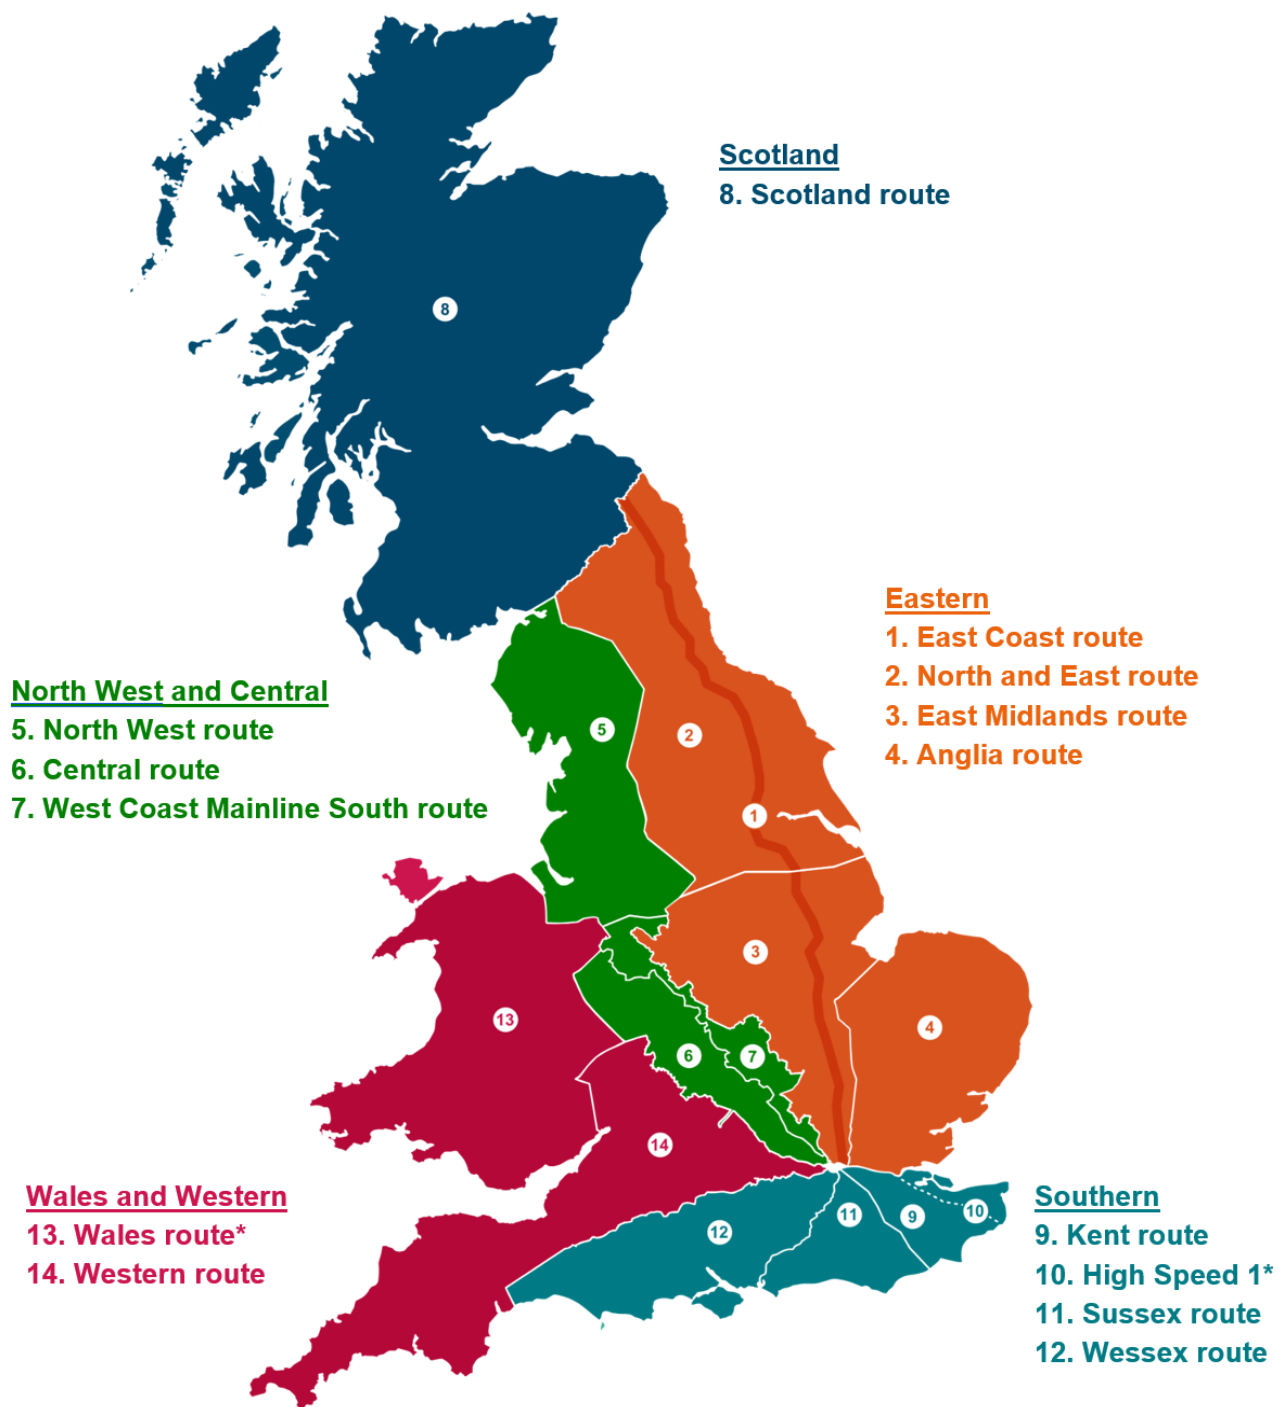 Scotland
8. Scotland route
8
Eastern
1. East Coast route
2. North and East route
3. East Midlands route
4. Anglia route
North West and Central
5. North West route
6. Central route
7. West Coast Mainline South route
5
2
1
3
13
4
6
7
14
Wales and Western
13. Wales route*
14. Western route
12
11
9
10
Southern
9. Kent route
10. High Speed 1*
11. Sussex route
12. Wessex route